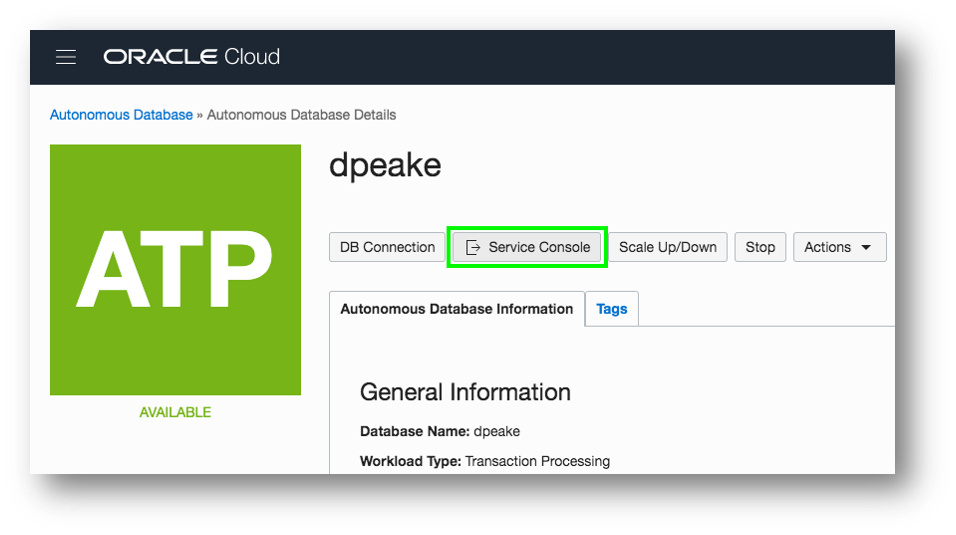 ORACLE Cloud
Autonomous Database » Autonomous Database Details
ATP
AVAILABLE
dpeake
DB Connection Service Console Scale Up/Down Stop Actions
Autonomous Database Information Tags
General Information
Database Name: dpeake
Workload Type: Transaction Processing